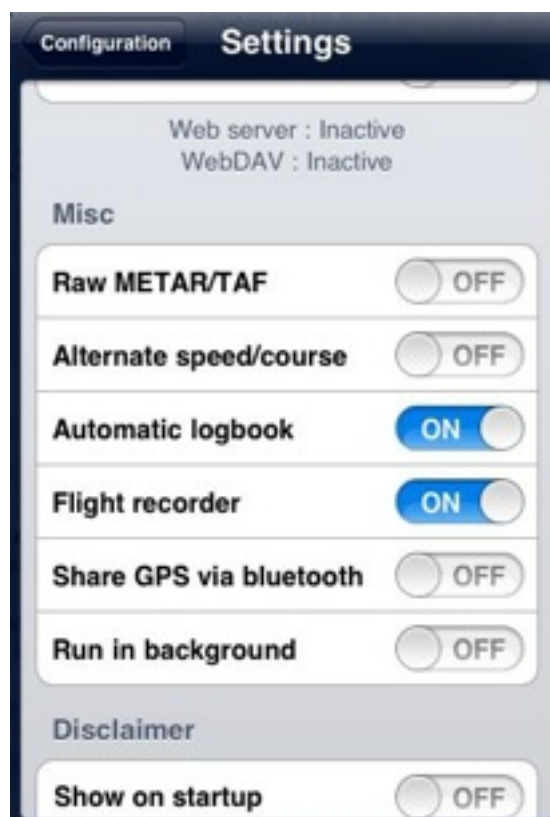 Configuration
Settings
Web server : Inactive
WebDAV : Inactive
Misc
Raw METAR/TAF OFF
Alternate speed/course OFF
Automatic logbook ON
Flight recorder ON
Share GPS via bluetooth OFF
Run in background OFF
Disclaimer
Show on startup OFF